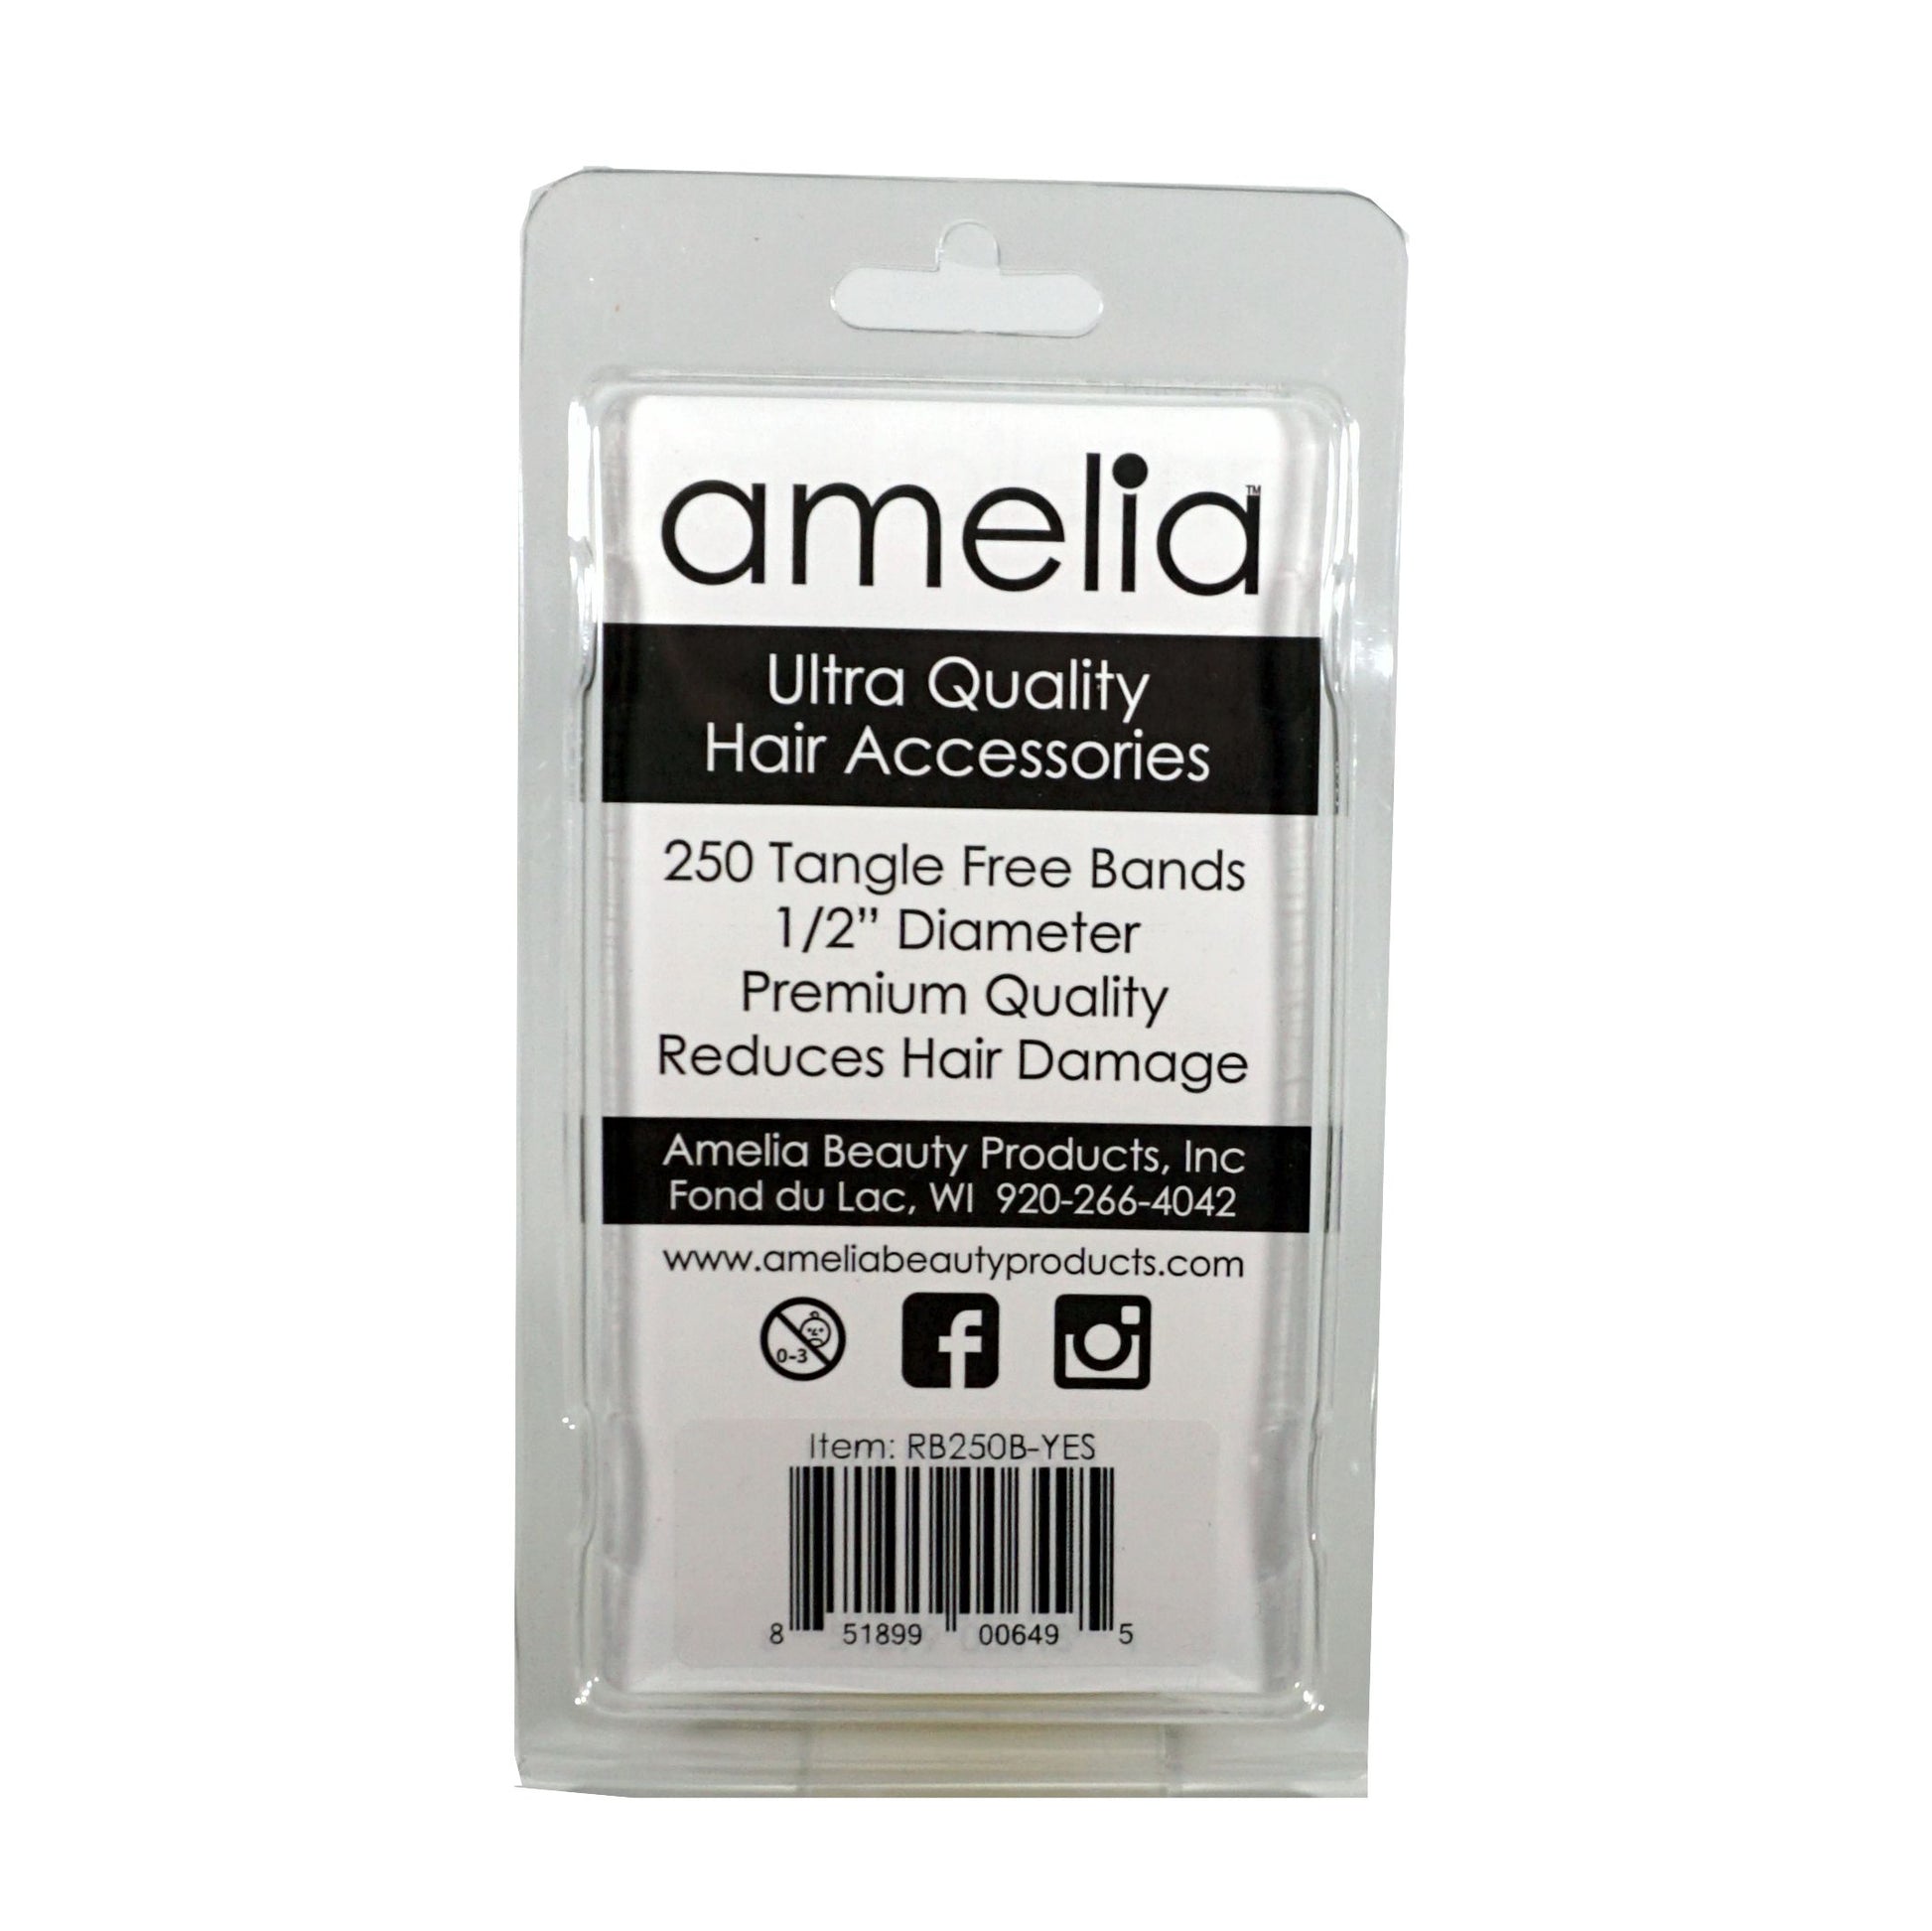 amelia™
Ultra Quality
Hair Accessories
250 Tangle Free Bands
1/2” Diameter
Premium Quality
Reduces Hair Damage
Amelia Beauty Products, Inc
Fond du Lac, WI 920-266-4042
www.ameliabeautyproducts.com
0-3
Item: RB250B-YES
8 51899 00649 5